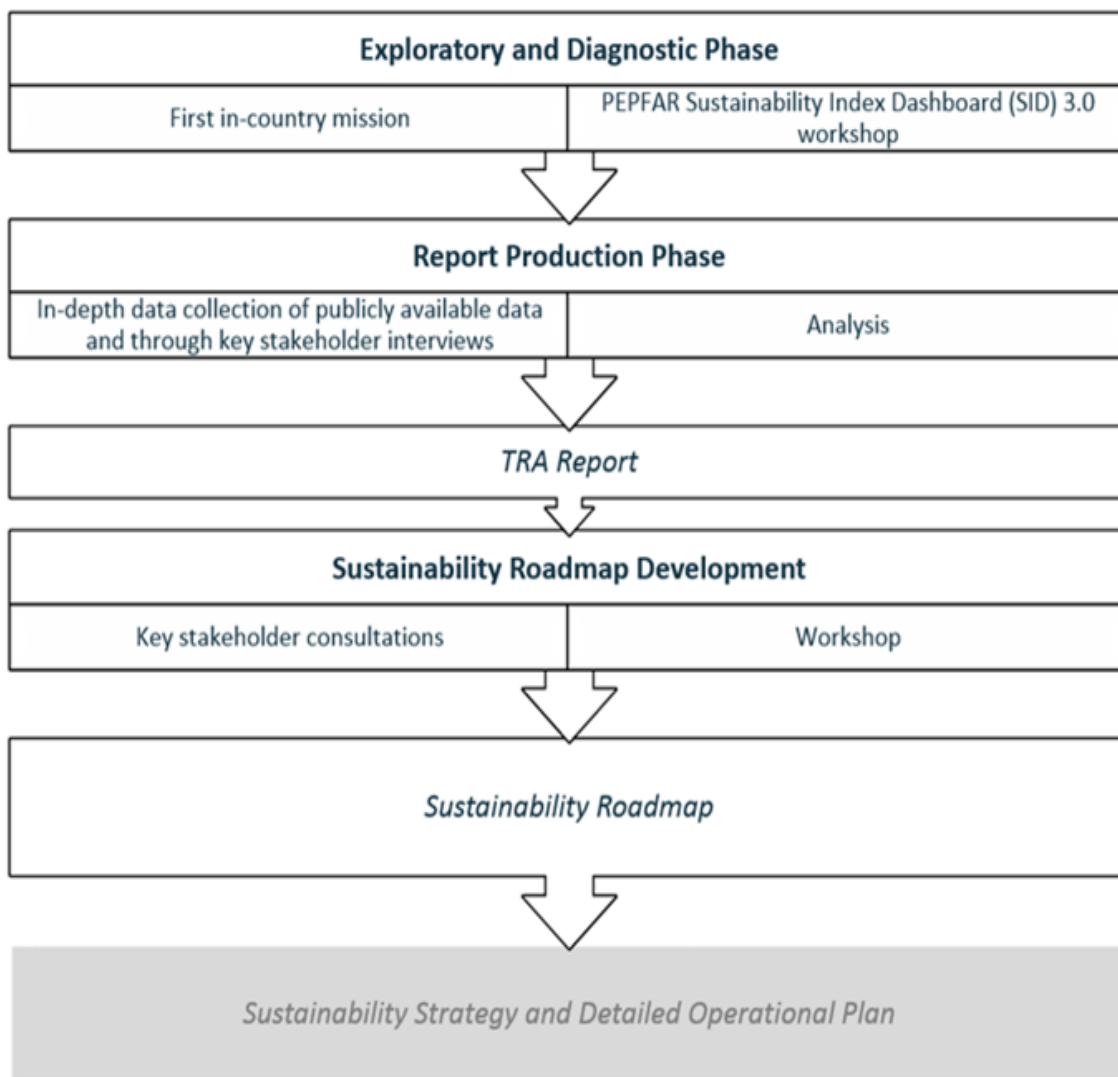 Exploratory and Diagnostic Phase
First in-country mission
PEPFAR Sustainability Index Dashboard (SID) 3.0
workshop
Report Production Phase
In-depth data collection of publicly available data
and through key stakeholder interviews
Analysis
TRA Report
Sustainability Roadmap Development
Key stakeholder consultations
Workshop
Sustainability Roadmap
Sustainability Strategy and Detailed Operational Plan